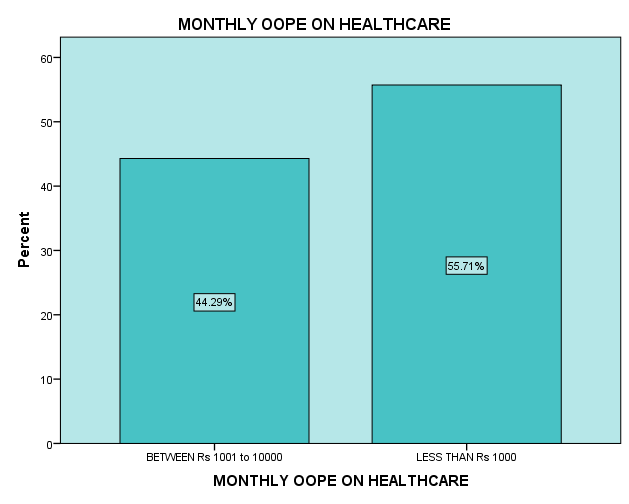 MONTHLY OOPE ON HEALTHCARE
Percent
60
50
40
30
20
10
0
44.29%
55.71%
BETWEEN Rs 1001 to 10000
LESS THAN Rs 1000
MONTHLY OOPE ON HEALTHCARE